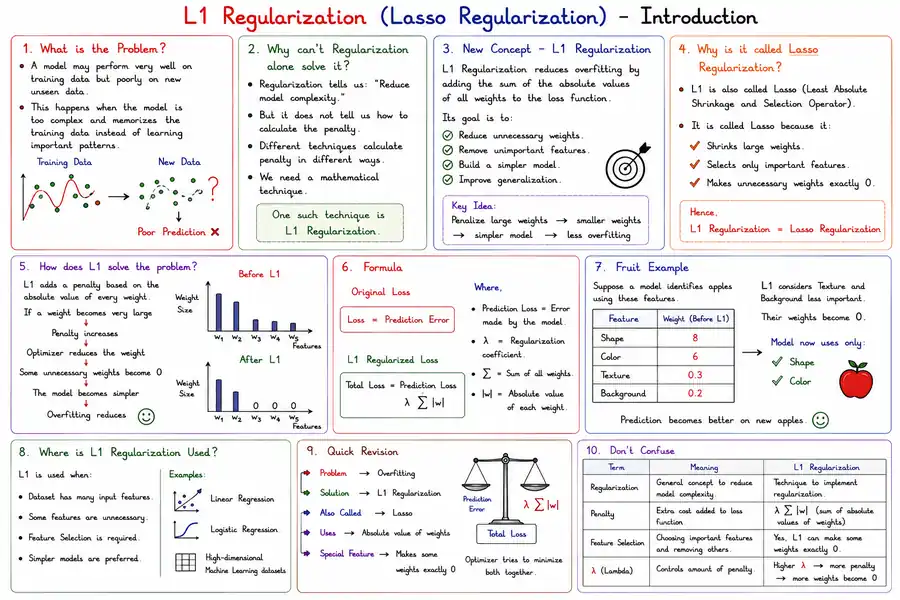 L1 Regularization (Lasso Regularization) - Introduction
1. What is the Problem?
• A model may perform very well on
training data but poorly on new
unseen data.
• This happens when the model is
too complex and memorizes the
training data instead of learning
important patterns.
Training Data
New Data
?
Poor Prediction ✗
2. Why can't Regularization
alone solve it?
• Regularization tells us: "Reduce
model complexity."
• But it does not tell us how to
calculate the penalty.
• Different techniques calculate
penalty in different ways.
• We need a mathematical
technique.
One such technique is
L1 Regularization.
3. New Concept - L1 Regularization
L1 Regularization reduces overfitting by
adding the sum of the absolute values
of all weights to the loss function.
Its goal is to:
✓ Reduce unnecessary weights.
✓ Remove unimportant features.
✓ Build a simpler model.
✓ Improve generalization.
Key Idea:
Penalize large weights → smaller weights
→ simpler model → less overfitting
4. Why is it called Lasso
Regularization?
• L1 is also called Lasso (Least Absolute
Shrinkage and Selection Operator).
• It is called Lasso because it:
✓ Shrinks large weights.
✓ Selects only important features.
✓ Makes unnecessary weights exactly 0.
Hence,
L1 Regularization = Lasso Regularization
5. How does L1 solve the problem?
L1 adds a penalty based on the
absolute value of every weight.
If a weight becomes very large
↓
Penalty increases
↓
Optimizer reduces the weight
↓
Some unnecessary weights become 0
↓
The model becomes simpler
↓
Overfitting reduces
Before L1
Weight
Size
w1 w2 w3 w4 w5
Features
After L1
Weight
Size
0 0 0
w1 w2 w3 w4 w5
Features
6. Formula
Original Loss
Loss = Prediction Error
L1 Regularized Loss
Total Loss = Prediction Loss
λ ∑ |w|
Where,
• Prediction Loss = Error
made by the model.
• λ = Regularization
coefficient.
• ∑ = Sum of all weights.
• |w| = Absolute value
of each weight.
7. Fruit Example
Suppose a model identifies apples
using these features.
Feature Weight (Before L1)
Shape 8
Color 6
Texture 0.3
Background 0.2
L1 considers Texture and
Background less important.
Their weights become 0.
Model now uses only:
✓ Shape
✓ Color
Prediction becomes better on new apples.
8. Where is L1 Regularization Used?
L1 is used when:
• Dataset has many input features.
• Some features are unnecessary.
• Feature Selection is required.
• Simpler models are preferred.
Examples:
Linear Regression
Logistic Regression
High-dimensional
Machine Learning datasets
9. Quick Revision
Problem → Overfitting
Solution → L1 Regularization
Also Called → Lasso
Uses → Absolute value of weights
Special Feature → Makes some
weights exactly 0
Prediction
Error
λ ∑ |w|
Total Loss
Optimizer tries to minimize
both together.
10. Don't Confuse
Term Meaning L1 Regularization
Regularization General concept to reduce
model complexity. Technique to implement
regularization.
Penalty Extra cost added to loss
function. λ ∑ |w| (sum of absolute
values of weights)
Feature Selection Choosing important features
and removing others. Yes, L1 can make some
weights exactly 0.
λ (Lambda) Controls amount of penalty. Higher λ → more penalty
→ more weights become 0